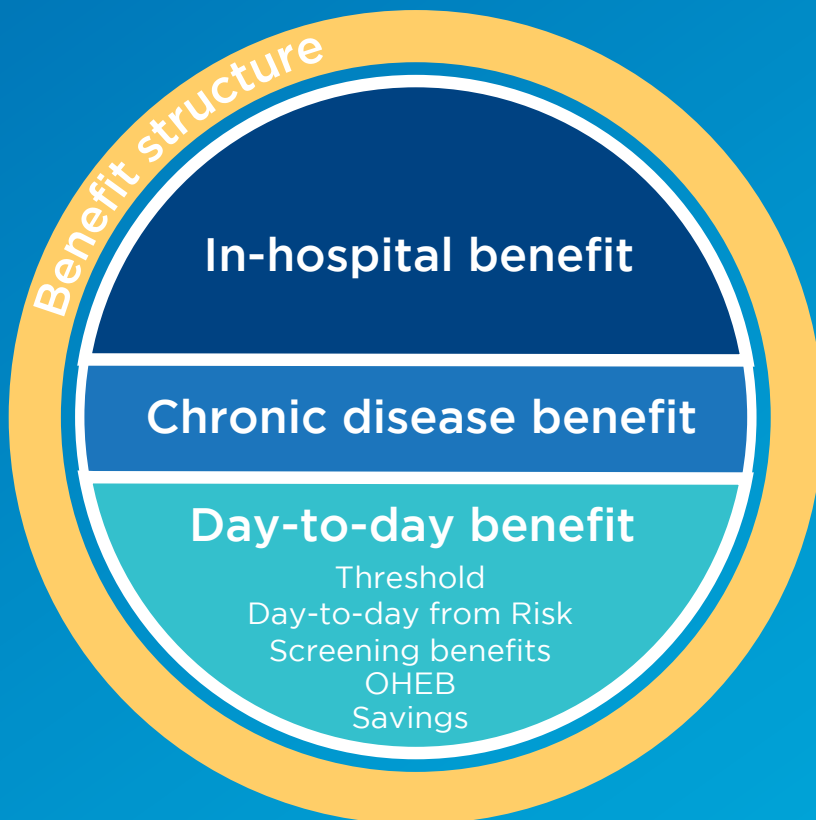 Benefit structure
In-hospital benefit
Chronic disease benefit
Day-to-day benefit
Threshold
Day-to-day from Risk
Screening benefits
OHEB
Savings